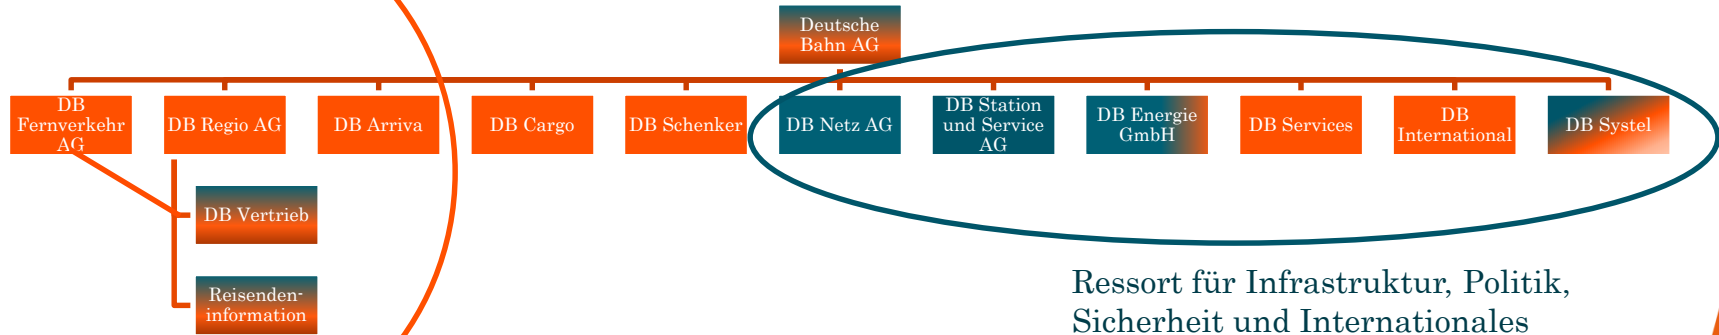 Deutsche
Bahn AG
DB
Fernverkehr
AG
DB Regio AG
DB Arriva
DB Cargo
DB Schenker
DB Netz AG
DB Station
und Service
AG
DB Energie
GmbH
DB Services
DB
International
DB Systel
DB Vertrieb
Reisenden-
information
Ressort für Infrastruktur, Politik,
Sicherheit und Internationales